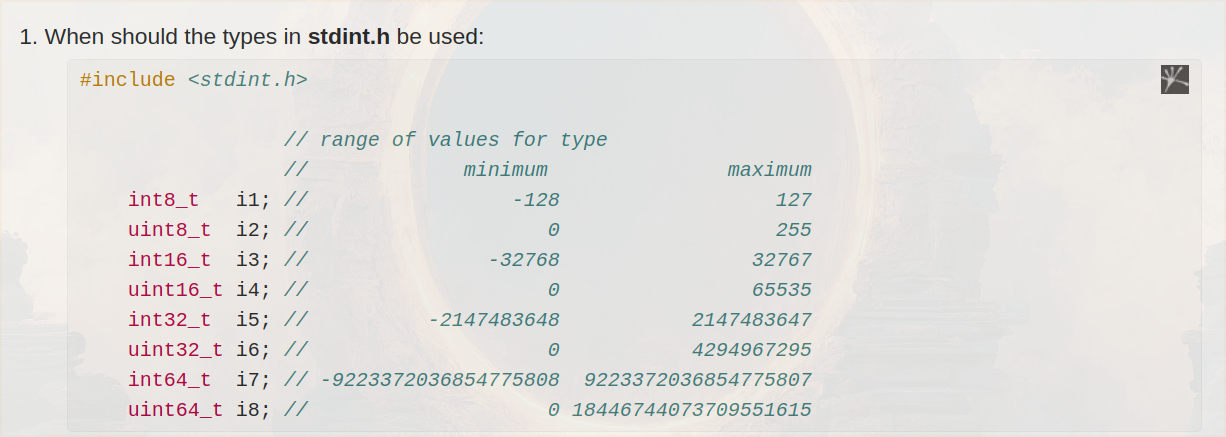 1. When should the types in stdint.h be used:
#include <stdint.h>
// range of values for type
// minimum maximum
int8_t i1; // -128 127
uint8_t i2; // 0 255
int16_t i3; // -32768 32767
uint16_t i4; // 0 65535
int32_t i5; // -2147483648 2147483647
uint32_t i6; // 0 4294967295
int64_t i7; // -9223372036854775808 9223372036854775807
uint64_t i8; // 0 18446744073709551615